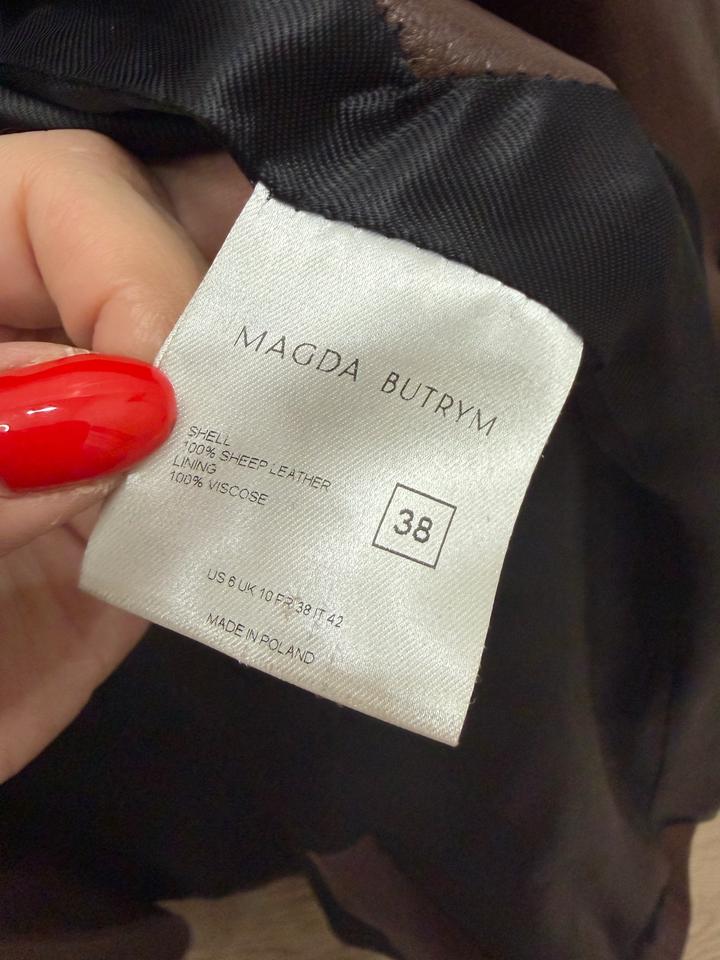 MAGDA BUTRYM
SHELL
100% SHEEP LEATHER
LINING
100% VISCOSE
38
US 6 UK 10 FR 38 IT 42
MADE IN POLAND